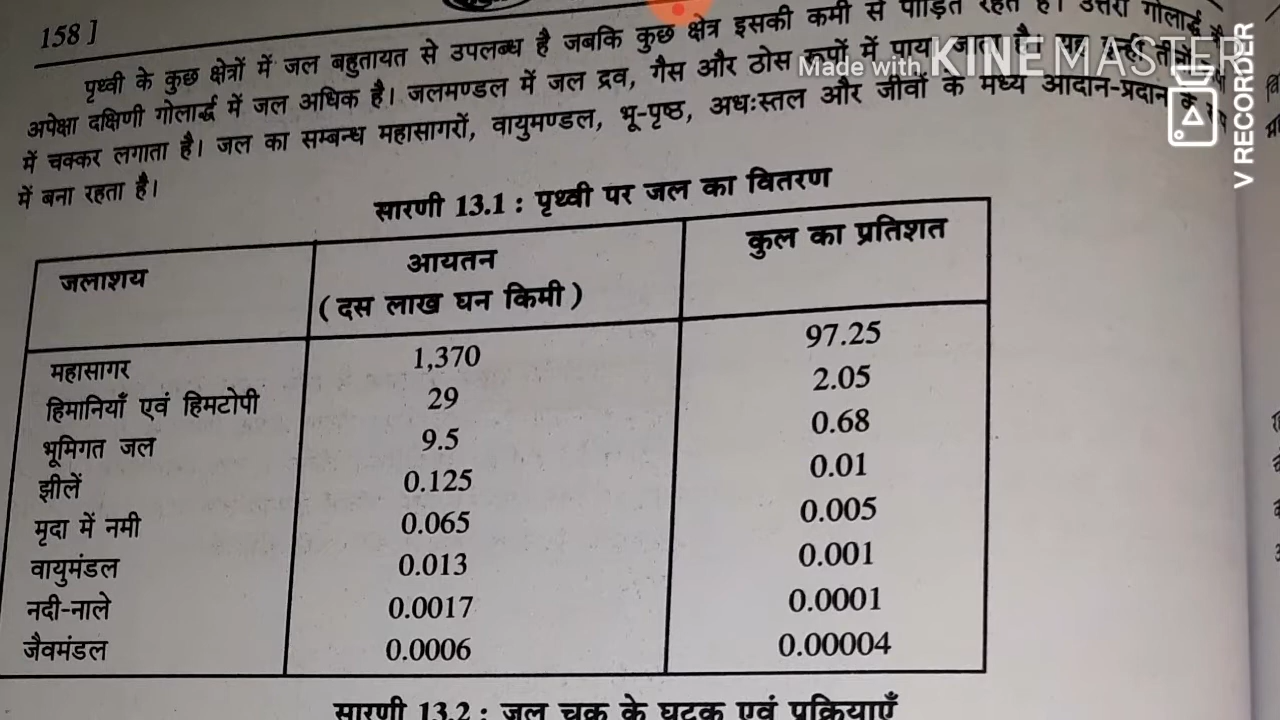 158 ]
पृथ्वी के कुछ क्षेत्रों में जल बहुतायत से उपलब्ध है जबकि कुछ क्षेत्र इसकी कमी से पीड़ित रहते हैं। उत्तरी गोलार्द्ध
अपेक्षा दक्षिणी गोलार्द्ध में जल अधिक है। जलमण्डल में जल द्रव, गैस और ठोस रूपों में पाया जाता है।
में चक्कर लगाता है। जल का सम्बन्ध महासागरों, वायुमण्डल, भू-पृष्ठ, अधःस्तल और जीवों के मध्य आदान-प्रदान के
में बना रहता है।
Made with KINEMASTER
V RECORDER
सारणी 13.1 : पृथ्वी पर जल का वितरण
जलाशय आयतन कुल का प्रतिशत
( दस लाख घन किमी )
महासागर 1,370 97.25
हिमानियाँ एवं हिमटोपी 29 2.05
भूमिगत जल 9.5 0.68
झीलें 0.125 0.01
मृदा में नमी 0.065 0.005
वायुमंडल 0.013 0.001
नदी-नाले 0.0017 0.0001
जैवमंडल 0.0006 0.00004
सारणी 13.2 : जल चक्र के घटक एवं प्रक्रियाएँ